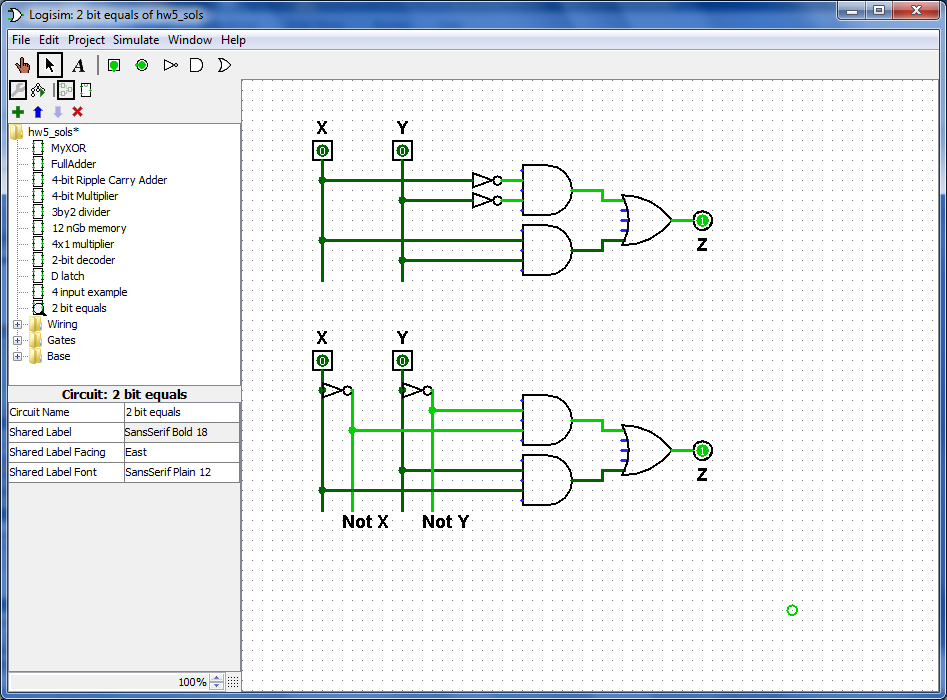 Logisim: 2 bit equals of hw5_sols
File Edit Project Simulate Window Help
A
hw5_sols*
MyXOR
FullAdder
4-bit Ripple Carry Adder
4-bit Multiplier
3by2 divider
12 nGb memory
4x1 multiplier
2-bit decoder
D latch
4 input example
2 bit equals
Wiring
Gates
Base
Circuit: 2 bit equals
Circuit Name 2 bit equals
Shared Label SansSerif Bold 18
Shared Label Facing East
Shared Label Font SansSerif Plain 12
100%
X Y
0 0
1
Z
X Y
0 0
1
Z
Not X Not Y